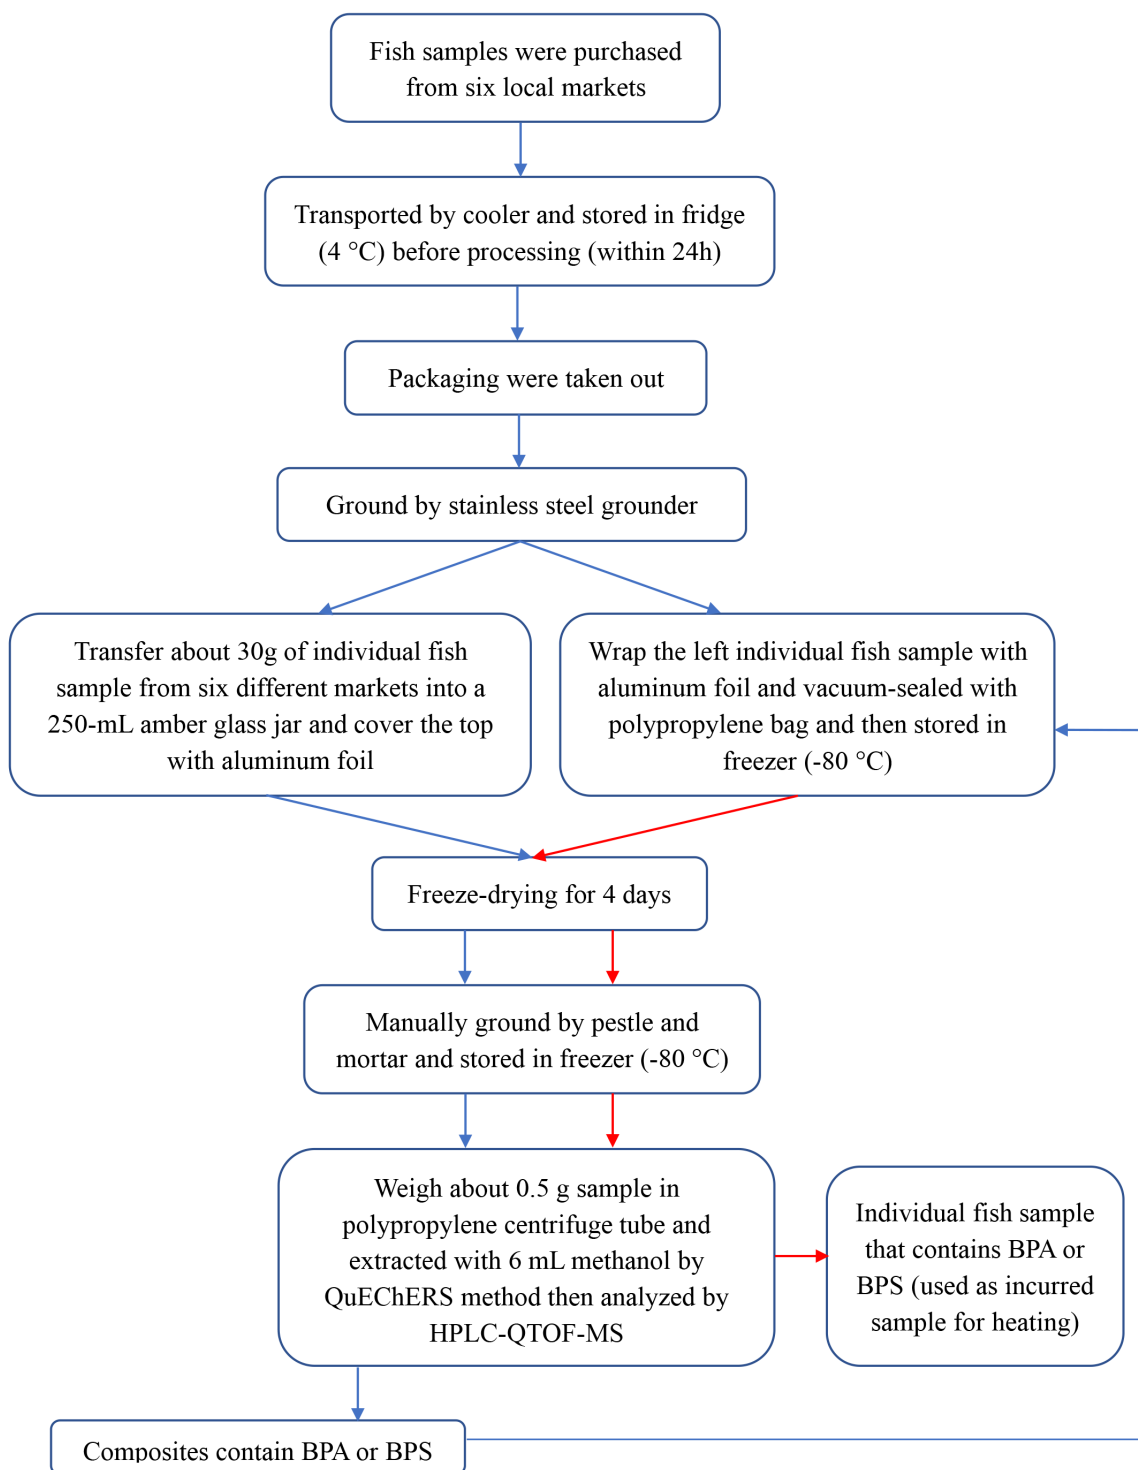 Fish samples were purchased
from six local markets
Transported by cooler and stored in fridge
(4 °C) before processing (within 24h)
Packaging were taken out
Ground by stainless steel grounder
Transfer about 30g of individual fish
sample from six different markets into a
250-mL amber glass jar and cover the top
with aluminum foil
Wrap the left individual fish sample with
aluminum foil and vacuum-sealed with
polypropylene bag and then stored in
freezer (-80 °C)
Freeze-drying for 4 days
Manually ground by pestle and
mortar and stored in freezer (-80 °C)
Weigh about 0.5 g sample in
polypropylene centrifuge tube and
extracted with 6 mL methanol by
QuEChERS method then analyzed by
HPLC-QTOF-MS
Individual fish sample
that contains BPA or
BPS (used as incurred
sample for heating)
Composites contain BPA or BPS